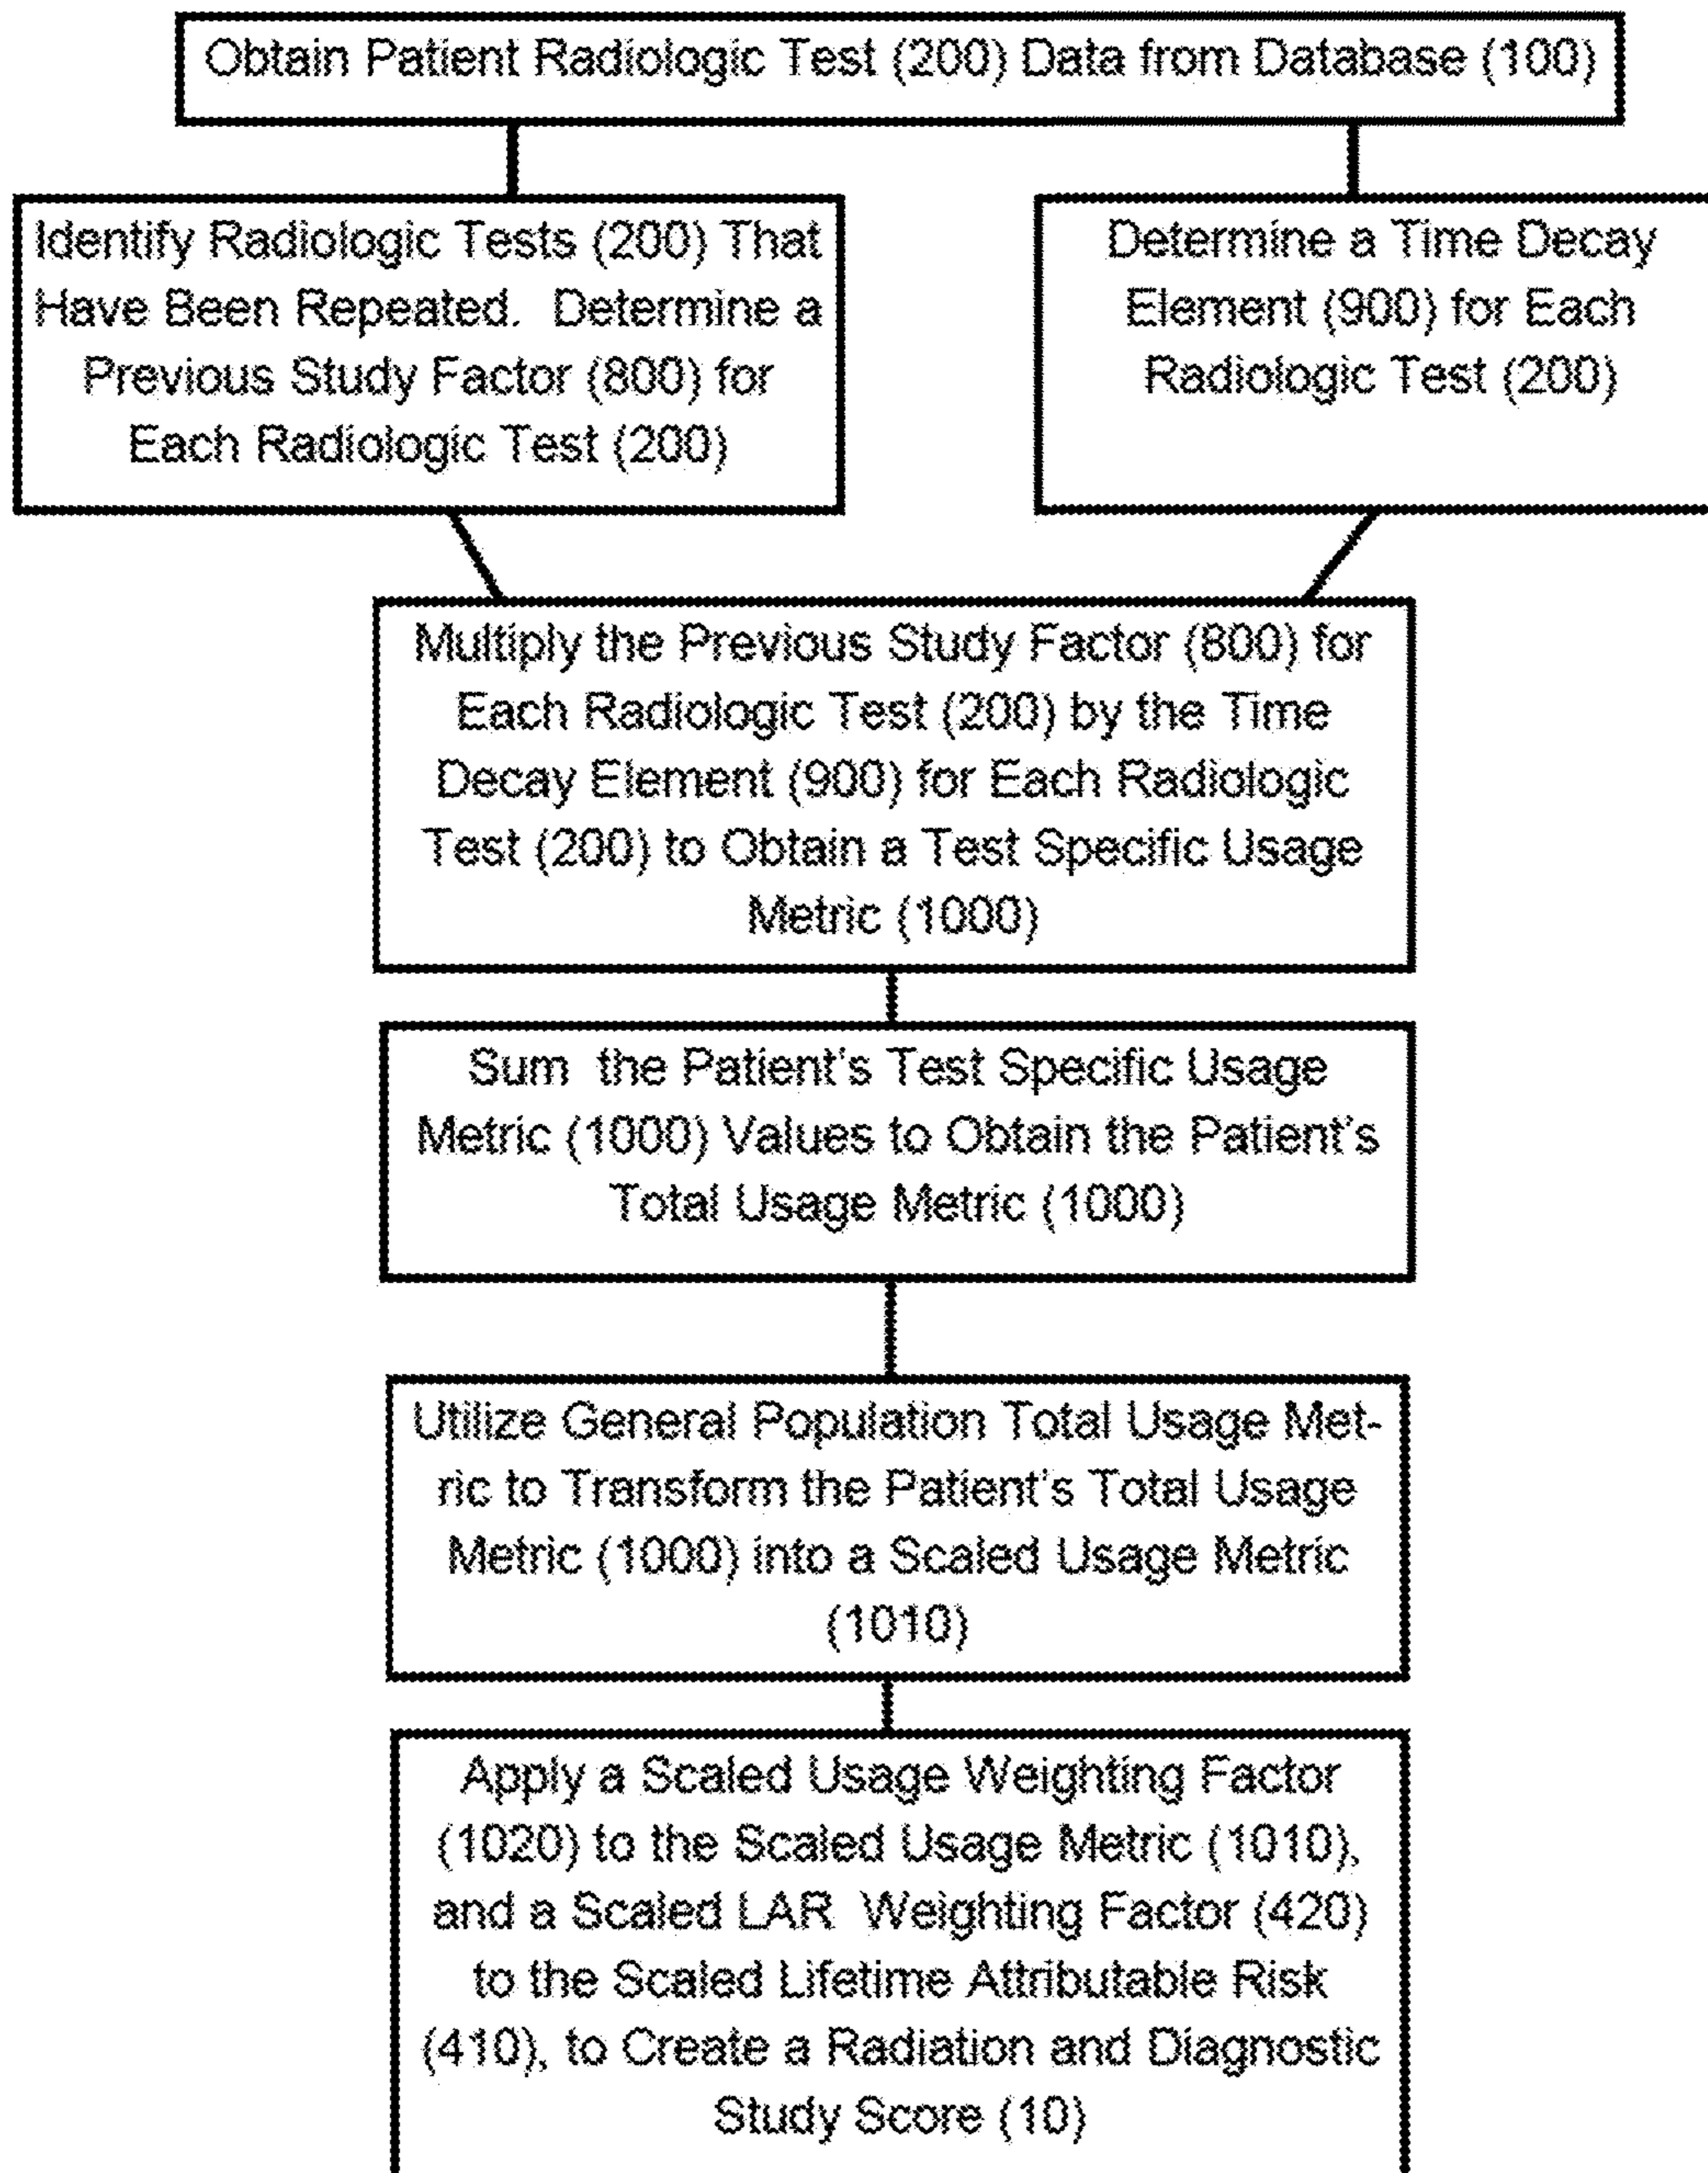 Obtain Patient Radiologic Test (200) Data from Database (100)
Identify Radiologic Tests (200) That
Have Been Repeated. Determine a
Previous Study Factor (800) for
Each Radiologic Test (200)
Determine a Time Decay
Element (900) for Each
Radiologic Test (200)
Multiply the Previous Study Factor (800) for
Each Radiologic Test (200) by the Time
Decay Element (900) for Each Radiologic
Test (200) to Obtain a Test Specific Usage
Metric (1000)
Sum the Patient's Test Specific Usage
Metric (1000) Values to Obtain the Patient's
Total Usage Metric (1000)
Utilize General Population Total Usage Met-
ric to Transform the Patient's Total Usage
Metric (1000) into a Scaled Usage Metric
(1010)
Apply a Scaled Usage Weighting Factor
(1020) to the Scaled Usage Metric (1010),
and a Scaled LAR Weighting Factor (420)
to the Scaled Lifetime Attributable Risk
(410), to Create a Radiation and Diagnostic
Study Score (10)